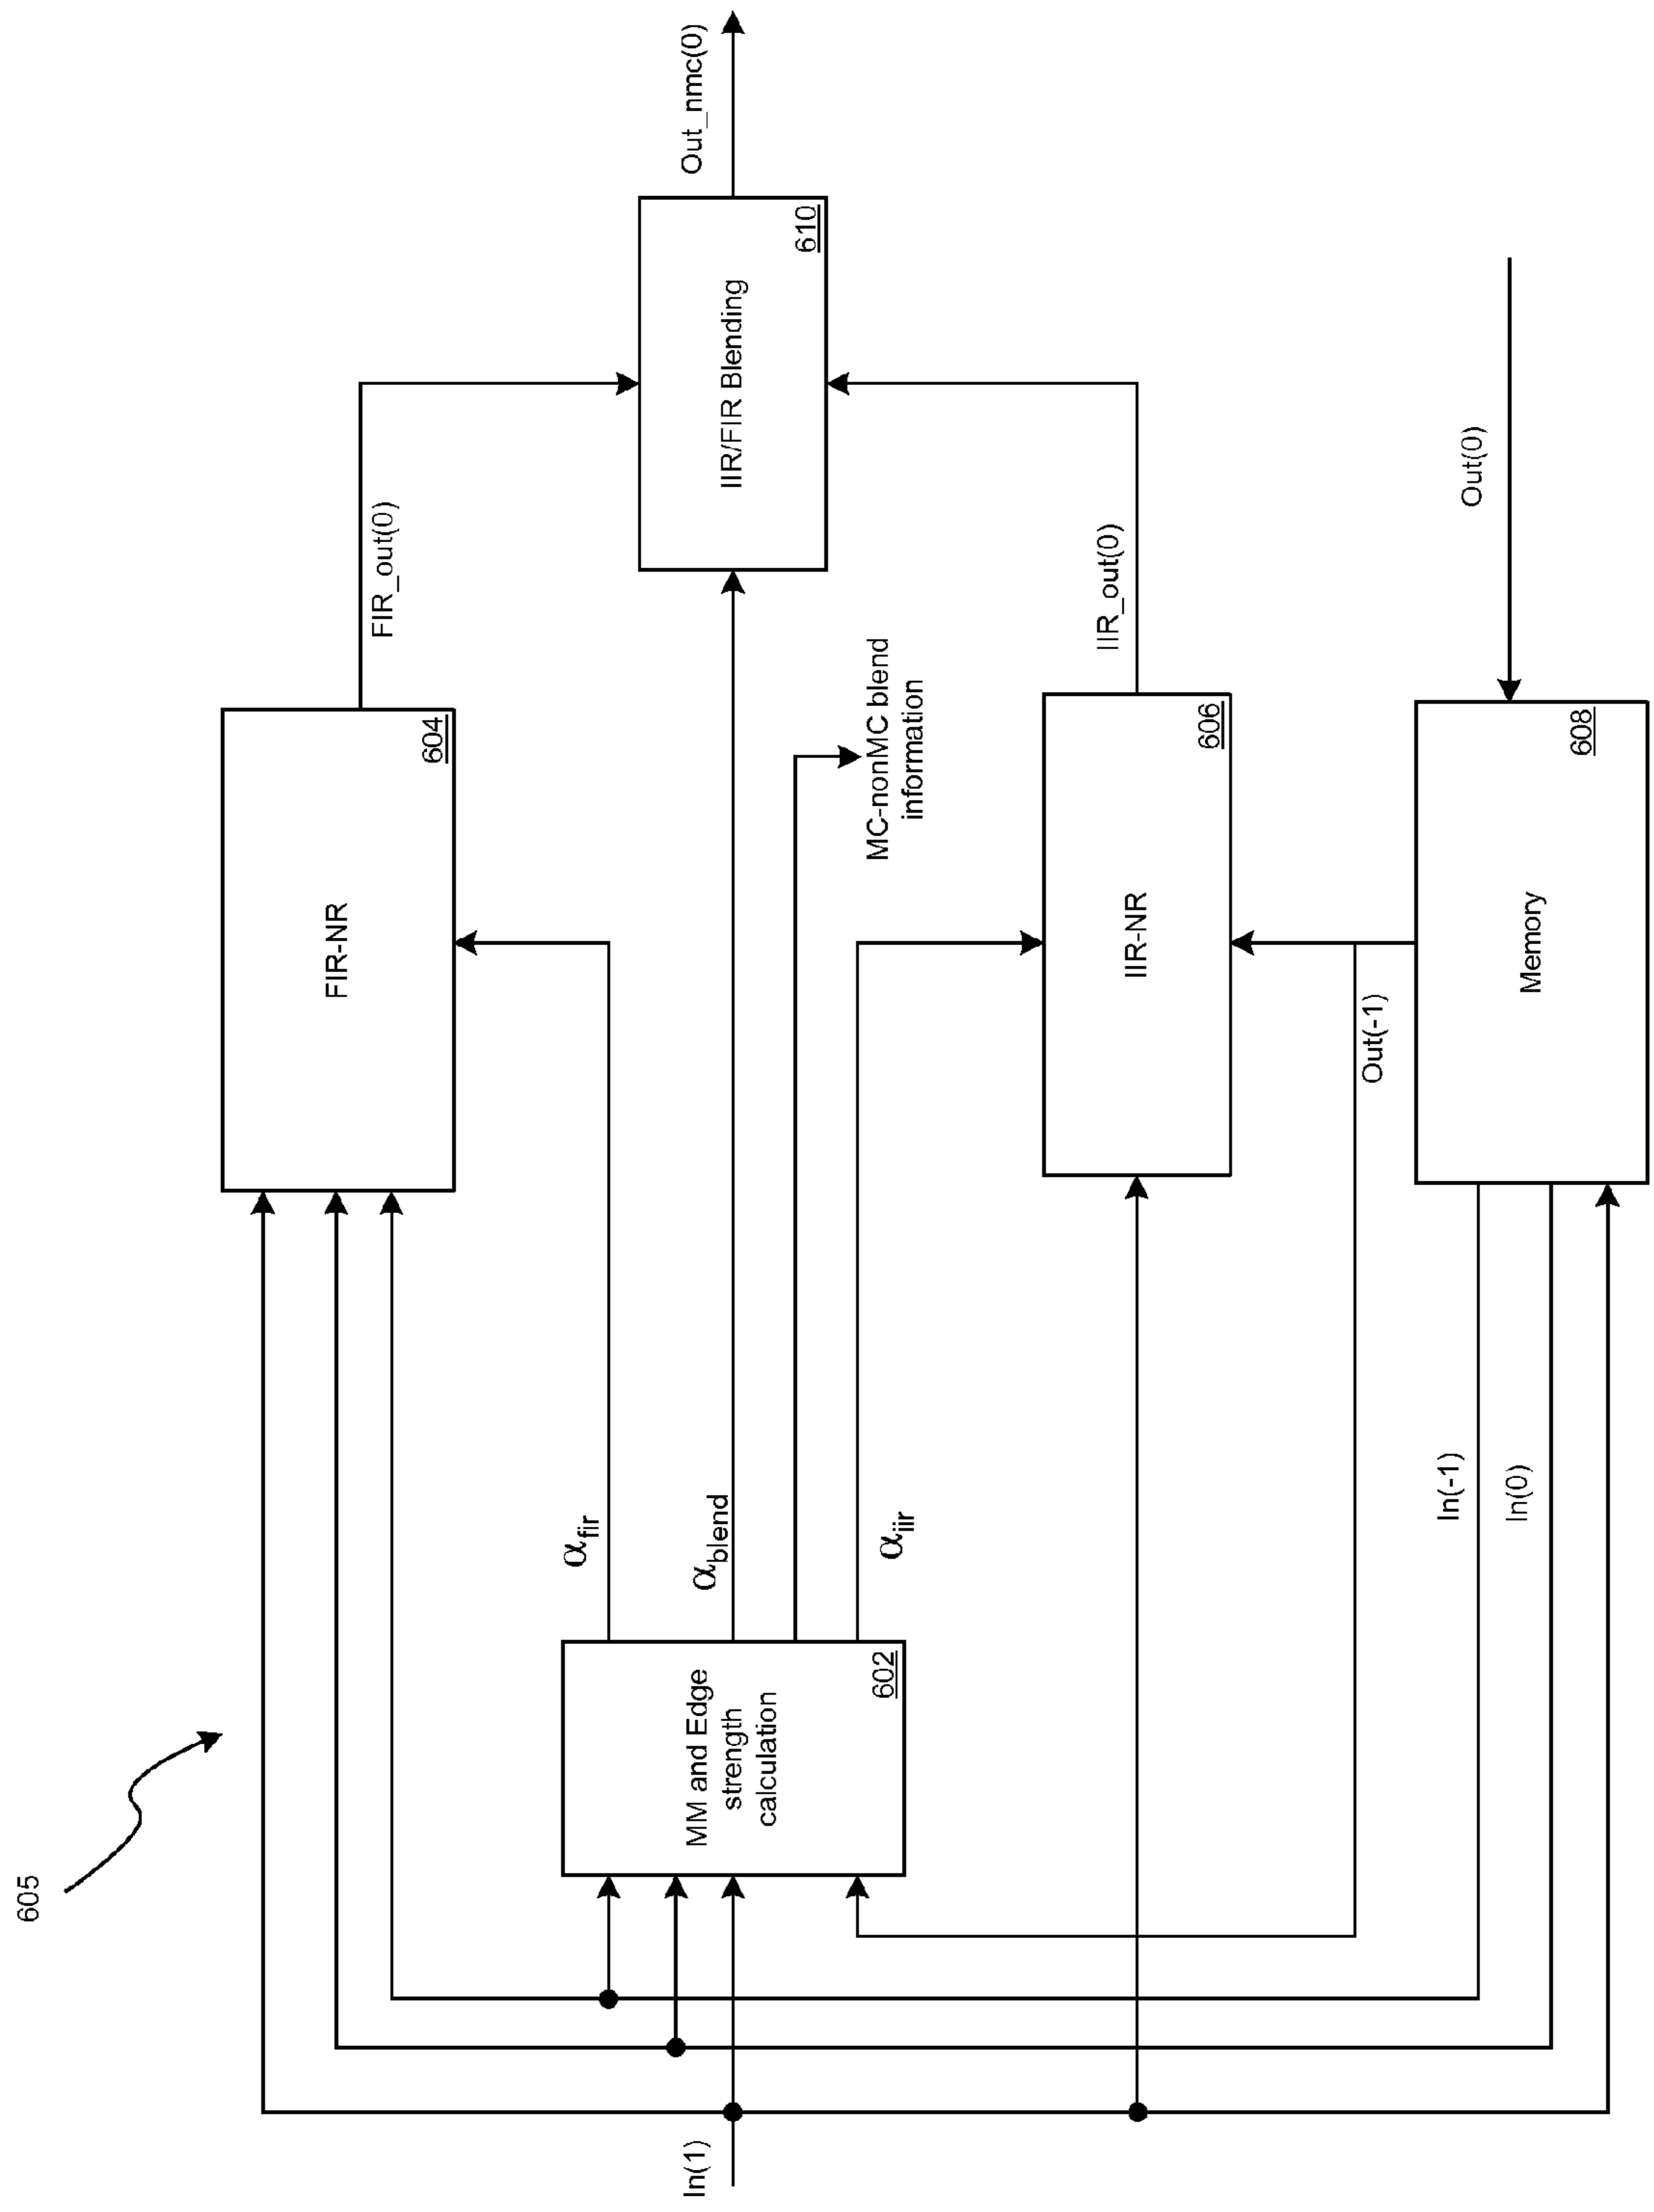 605
In(1)
MM and Edge
strength
calculation
602
αfir
αblend
αiir
In(-1)
In(0)
FIR-NR
604
MC-nonMC blend
information
IIR-NR
606
Out(-1)
Memory
608
FIR_out(0)
IIR_out(0)
Out(0)
IIR/FIR Blending
610
Out_nmc(0)